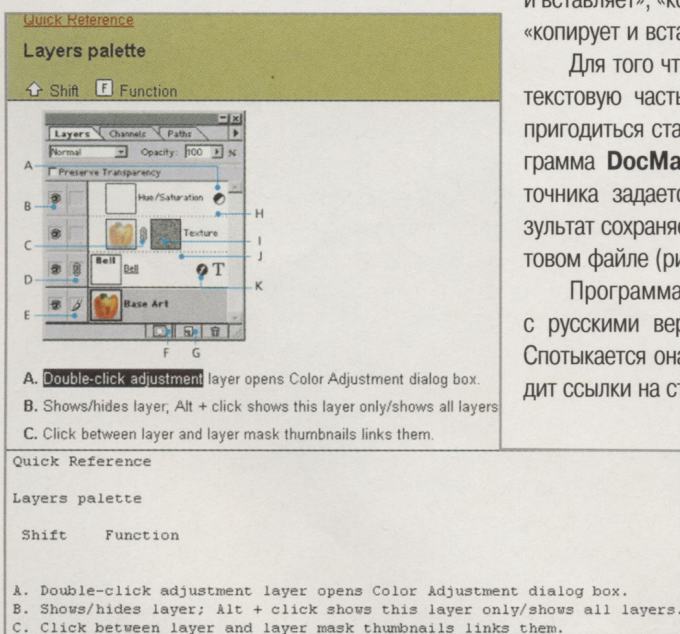 Quick Reference
Layers palette
Shift F Function
Layers Channels Paths
Normal Opacity: 100 %
Preserve Transparency
A
Hue/Saturation
B
H
C
Texture
I
J
D
Bell Bell T
K
E
Base Art
F G
A. Double-click adjustment layer opens Color Adjustment dialog box.
B. Shows/hides layer; Alt + click shows this layer only/shows all layers
C. Click between layer and layer mask thumbnails links them.
Quick Reference
Layers palette
Shift Function
A. Double-click adjustment layer opens Color Adjustment dialog box.
B. Shows/hides layer; Alt + click shows this layer only/shows all layers.
C. Click between layer and layer mask thumbnails links them.
и вставляет», «ко
«копирует и вста
Для того чт
текстовую часть
пригодиться ста
грамма DocMa
точника задаетс
зультат сохраняе
товом файле (ри
Программа
с русскими вер
Спотыкается она
дит ссылки на ст